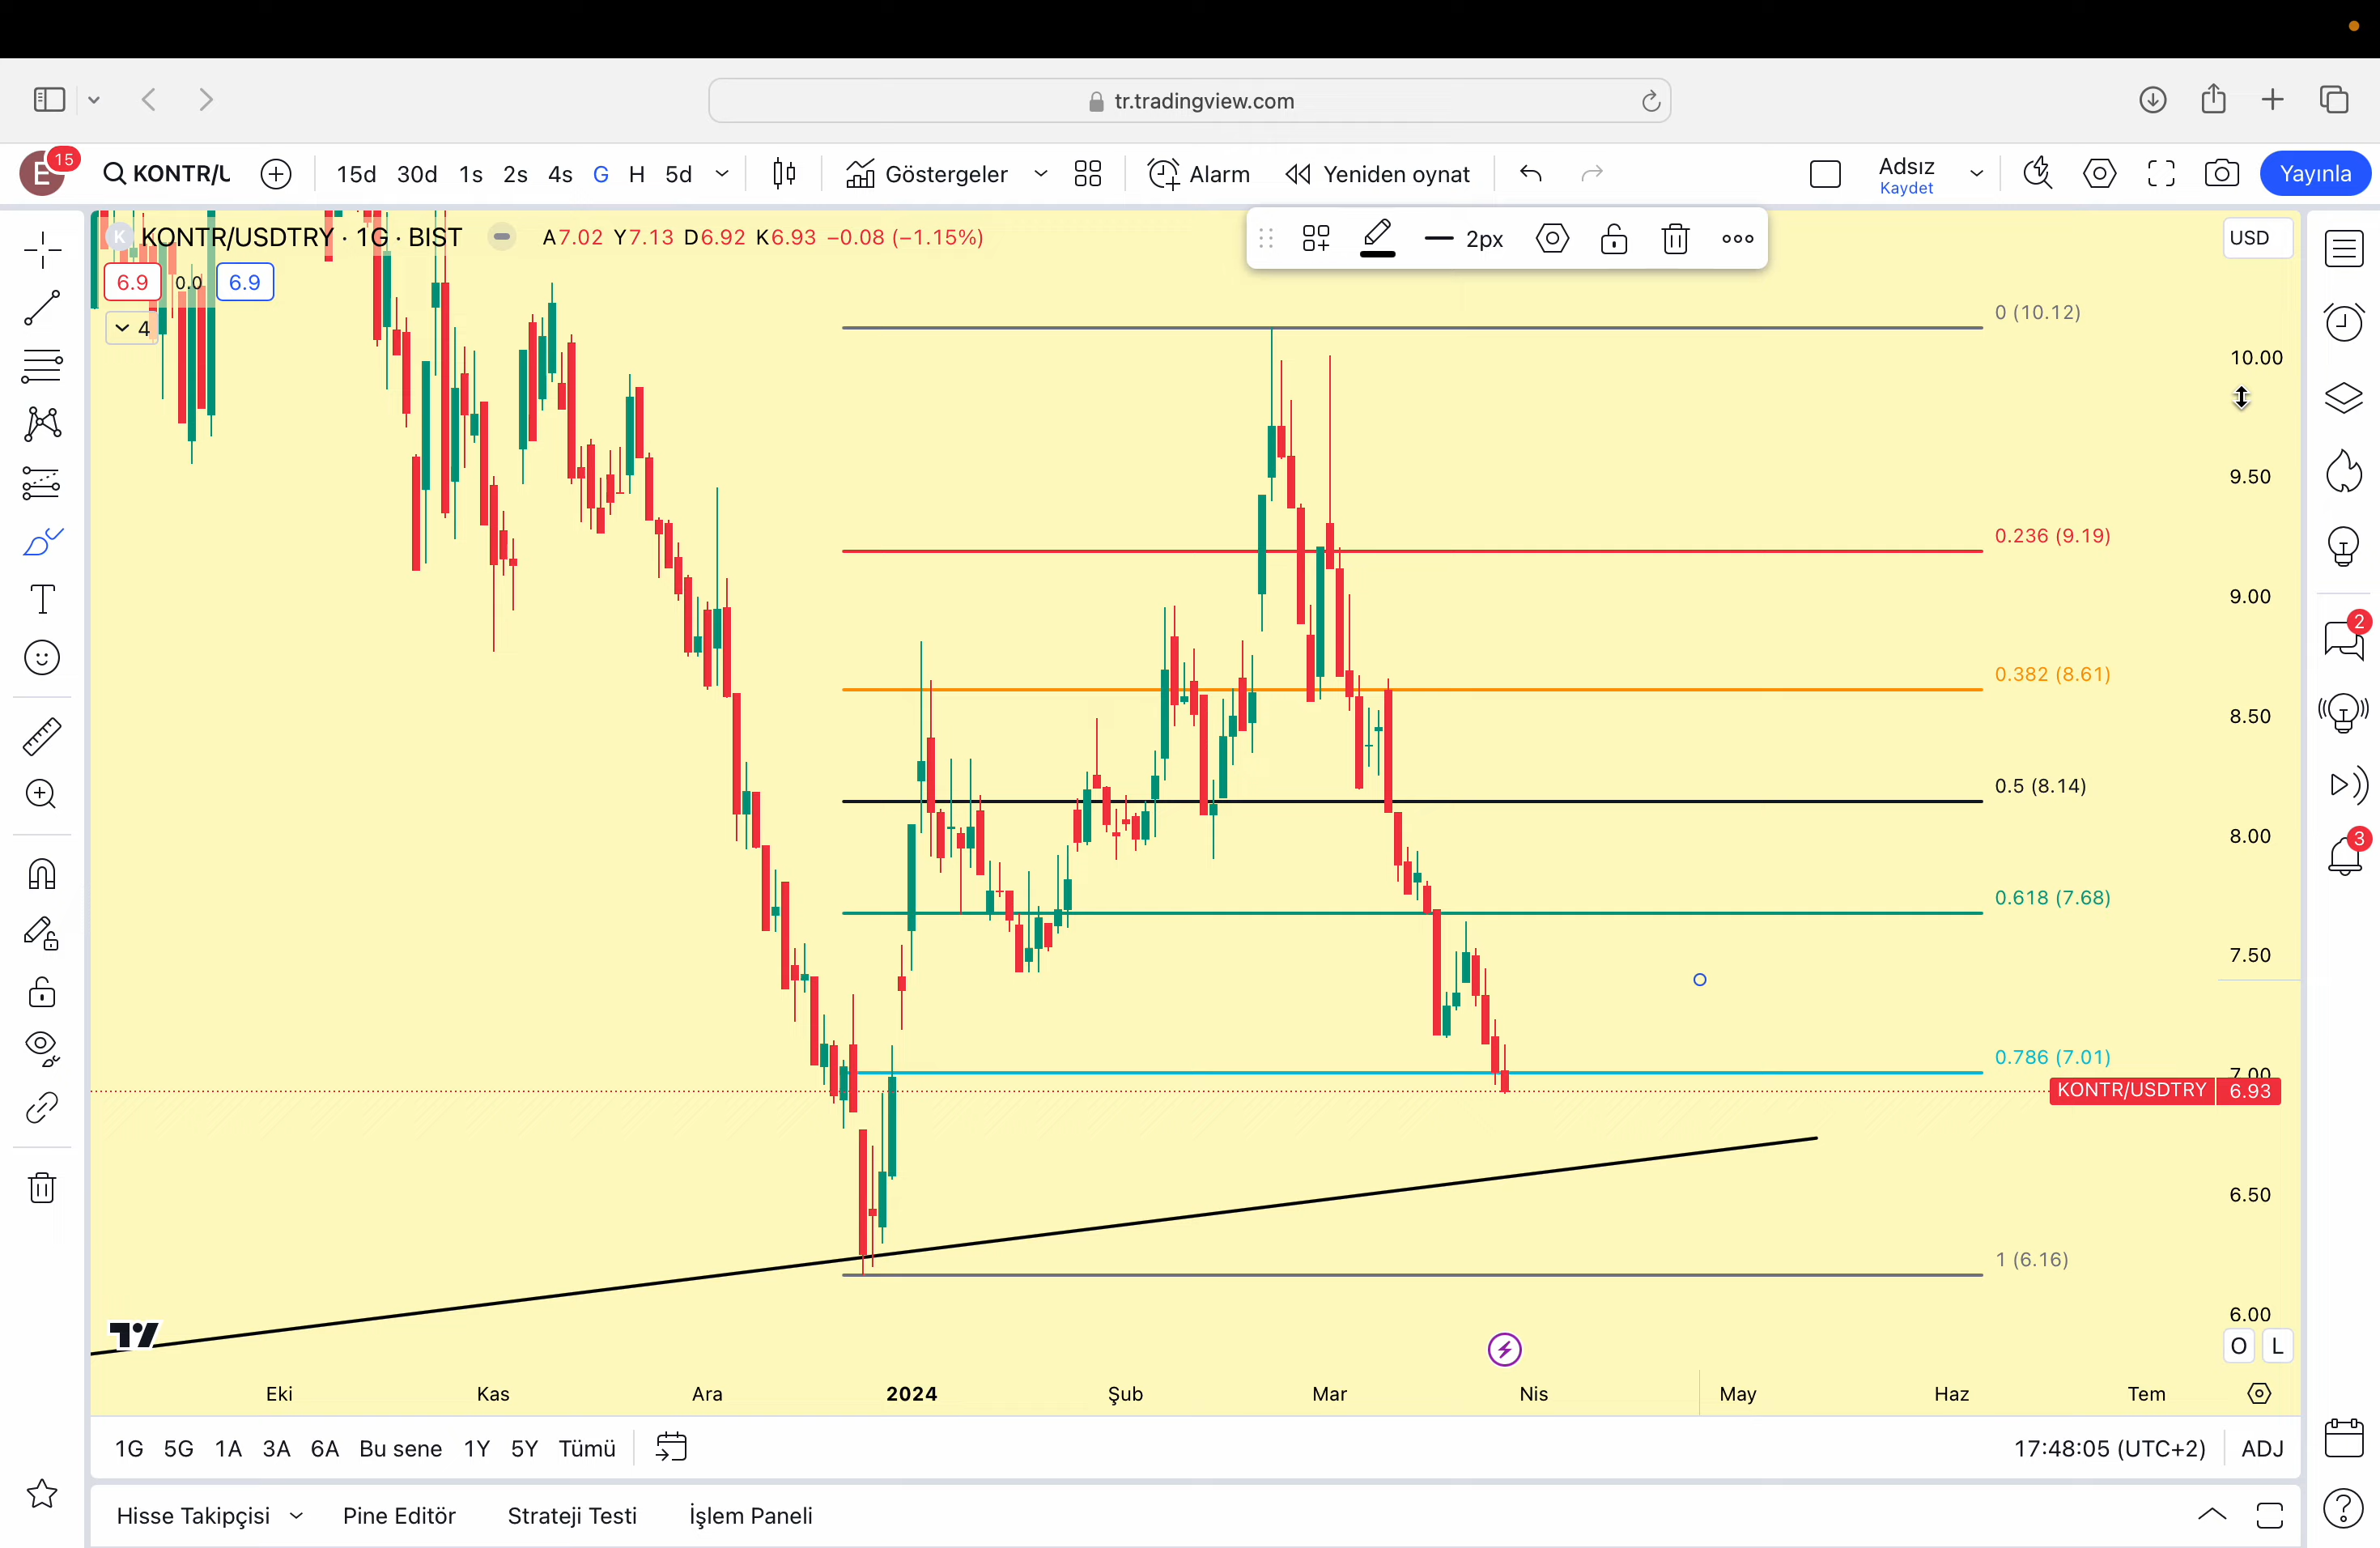 tr.tradingview.com
E 15 KONTR/U 15d 30d 1s 2s 4s G H 5d Göstergeler Alarm Yeniden oynat Adsız Kaydet Yayınla
K KONTR/USDTRY · 1G · BIST A7.02 Y7.13 D6.92 K6.93 −0.08 (−1.15%)
2px
USD
6.9 0.0 6.9
4
0 (10.12)
10.00
9.50
0.236 (9.19)
9.00
2
0.382 (8.61)
8.50
0.5 (8.14)
8.00
3
0.618 (7.68)
7.50
0.786 (7.01)
7.00
KONTR/USDTRY 6.93
6.50
1 (6.16)
6.00
O L
Eki Kas Ara 2024 Şub Mar Nis May Haz Tem
1G 5G 1A 3A 6A Bu sene 1Y 5Y Tümü 17:48:05 (UTC+2) ADJ
Hisse Takipçisi Pine Editör Strateji Testi İşlem Paneli